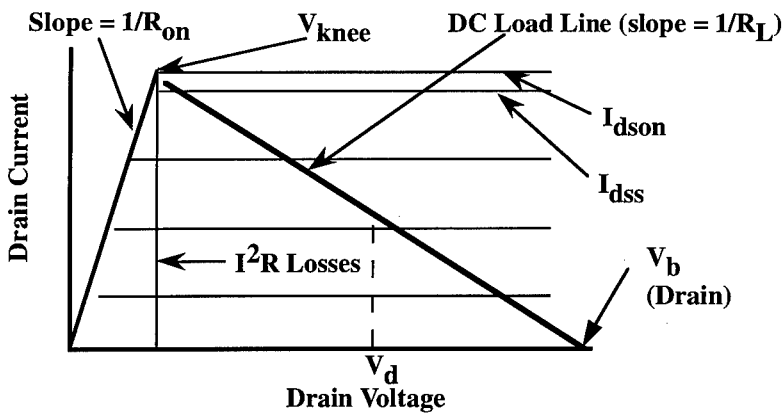 Slope = 1/Ron
Vknee
DC Load Line (slope = 1/RL)
Idson
Idss
Drain Current
I²R Losses
Vb
(Drain)
Vd
Drain Voltage